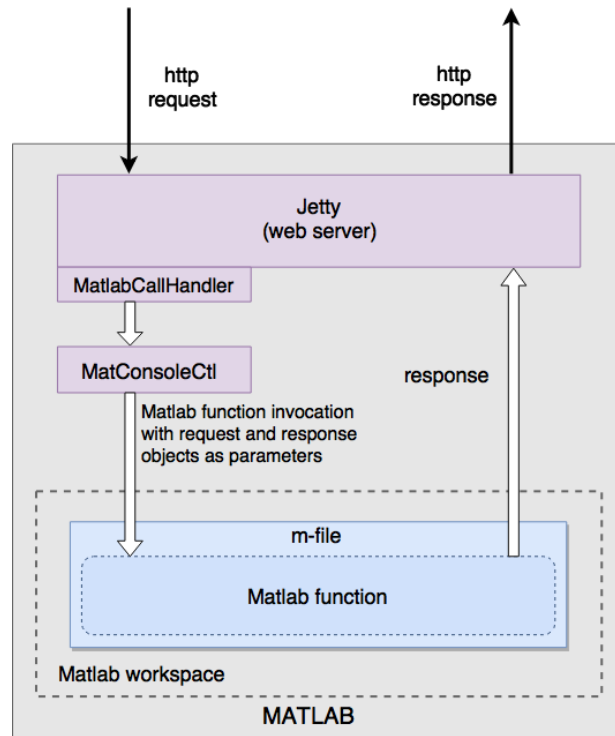 http
request
http
response
Jetty
(web server)
MatlabCallHandler
MatConsoleCtl
response
Matlab function invocation
with request and response
objects as parameters
m-file
Matlab function
Matlab workspace
MATLAB